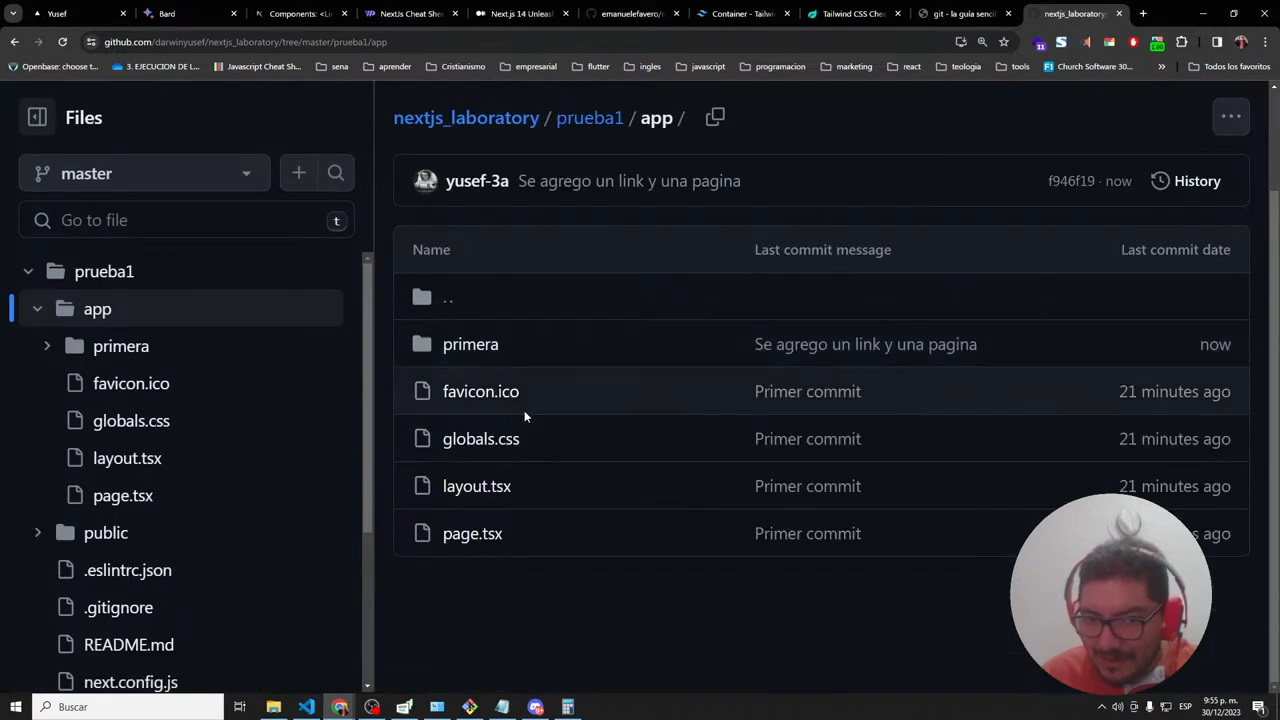 Yusef
Bard
Components: <Lin
NextJs Cheat Shee
Next.js 14 Unleas
emanuelefavero/n
Container - Tailwin
Tailwind CSS Che
git - la guía sencil
nextjs_laboratory/
github.com/darwinyusef/nextjs_laboratory/tree/master/prueba1/app
Openbase: choose t...
3. EJECUCION DE L...
Javascript Cheat Sh...
sena
aprender
Cristianismo
empresarial
flutter
ingles
javascript
programacion
marketing
react
teologia
tools
Church Software 30...
Todos los favoritos
Files
nextjs_laboratory / prueba1 / app /
master
yusef-3a Se agrego un link y una pagina f946f19 · now History
Go to file t
Name Last commit message Last commit date
prueba1
..
app
primera
primera Se agrego un link y una pagina now
favicon.ico
favicon.ico Primer commit 21 minutes ago
globals.css
globals.css Primer commit 21 minutes ago
layout.tsx
layout.tsx Primer commit 21 minutes ago
page.tsx
page.tsx Primer commit
public
.eslintrc.json
.gitignore
README.md
next.config.js
Buscar
ESP
9:55 p. m.
30/12/2023